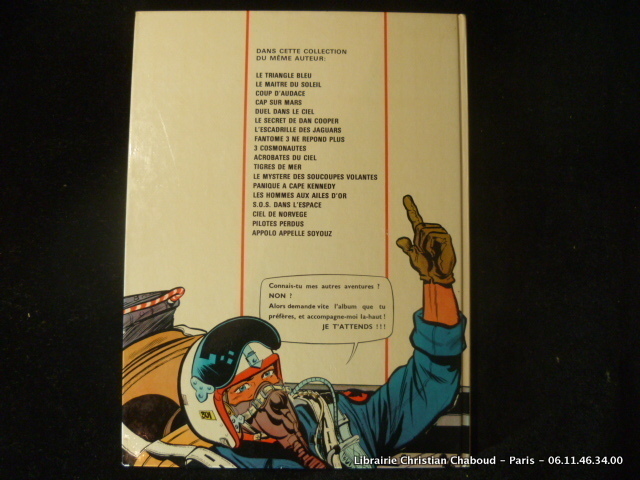 DANS CETTE COLLECTION
DU MÊME AUTEUR:
LE TRIANGLE BLEU
LE MAITRE DU SOLEIL
COUP D'AUDACE
CAP SUR MARS
DUEL DANS LE CIEL
LE SECRET DE DAN COOPER
L'ESCADRILLE DES JAGUARS
FANTOME 3 NE REPOND PLUS
3 COSMONAUTES
ACROBATES DU CIEL
TIGRES DE MER
LE MYSTERE DES SOUCOUPES VOLANTES
PANIQUE A CAPE KENNEDY
LES HOMMES AUX AILES D'OR
S.O.S. DANS L'ESPACE
CIEL DE NORVEGE
PILOTES PERDUS
APPOLO APPELLE SOYOUZ
Connais-tu mes autres aventures ?
NON ?
Alors demande vite l'album que tu
préfères, et accompagne-moi la-haut !
JE T'ATTENDS !!!
Librairie Christian Chaboud – Paris – 06.11.46.34.00